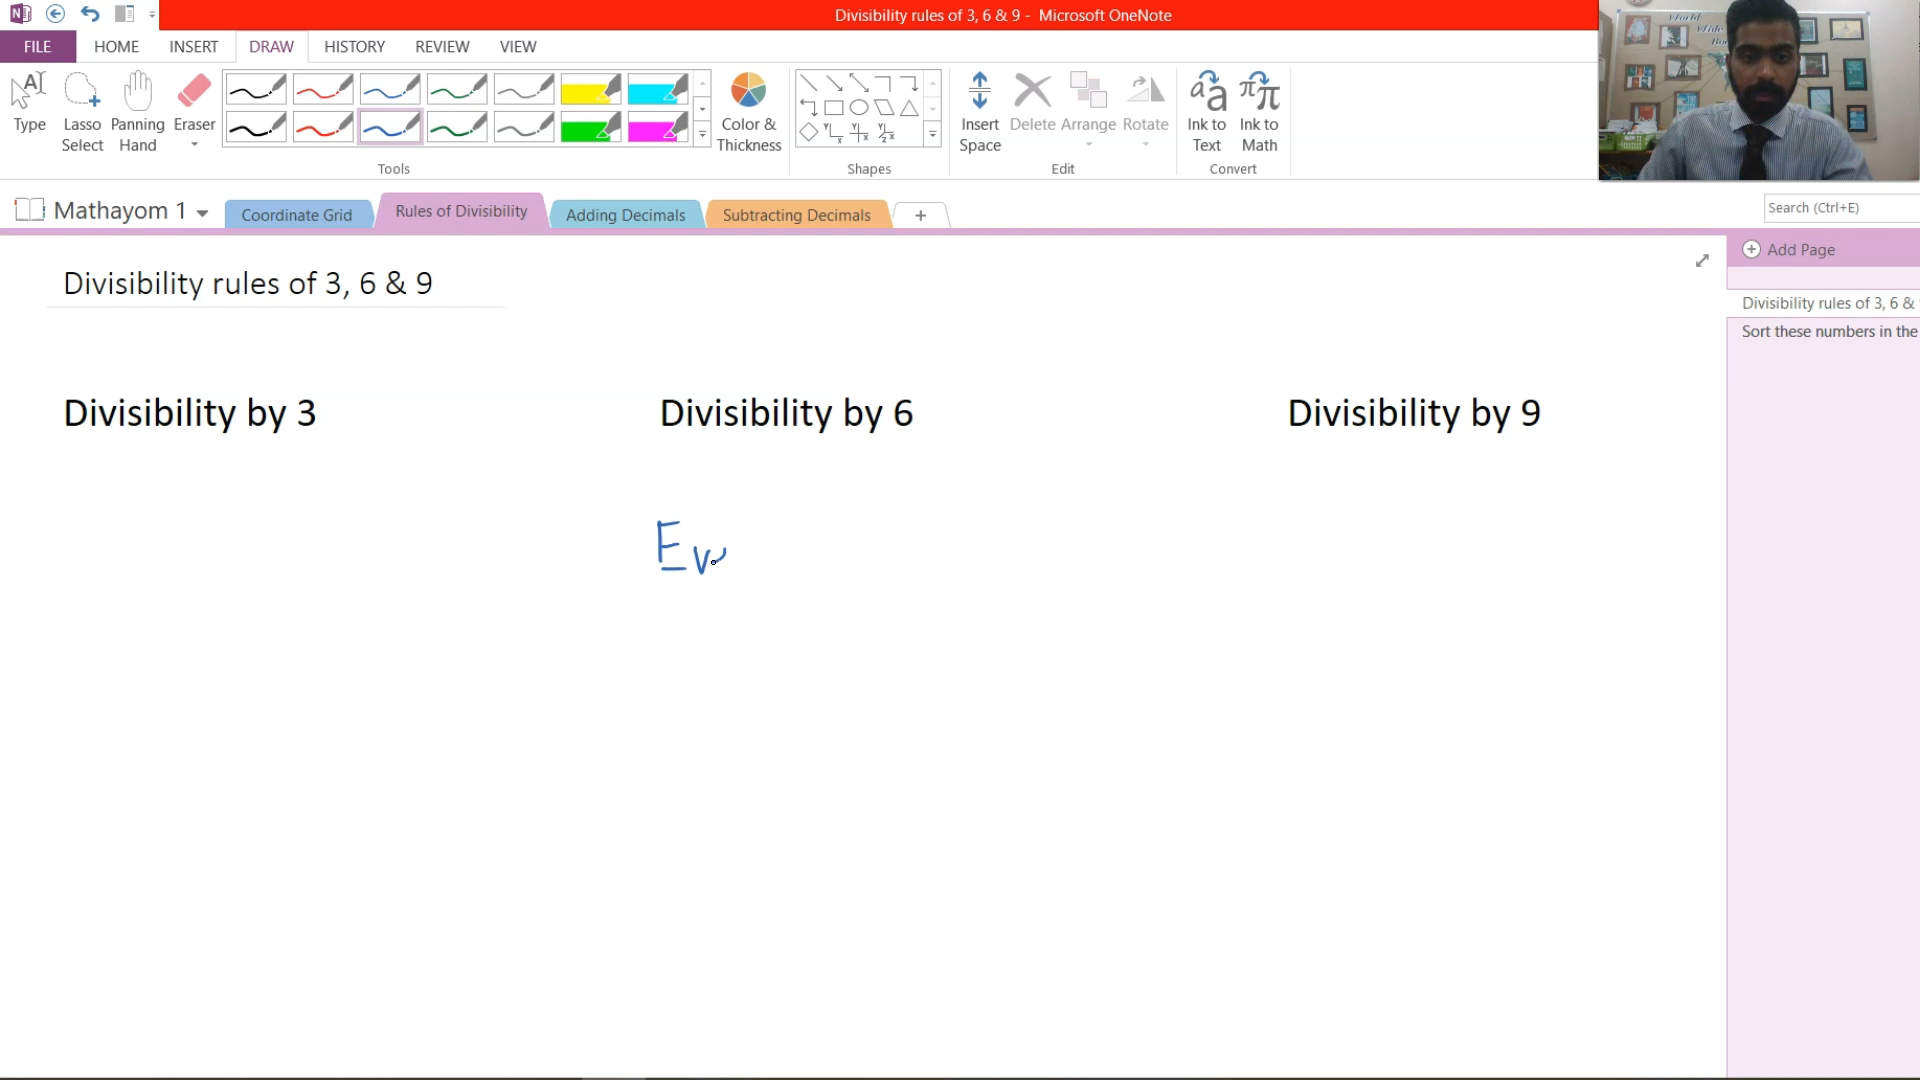 Divisibility rules of 3, 6 & 9 - Microsoft OneNote
FILE HOME INSERT DRAW HISTORY REVIEW VIEW
Type
Lasso Select
Panning Hand
Eraser
Color & Thickness
Insert Space
Delete
Arrange
Rotate
Ink to Text
Ink to Math
Tools Shapes Edit Convert
Mathayom 1 Coordinate Grid Rules of Divisibility Adding Decimals Subtracting Decimals +
Search (Ctrl+E)
Add Page
Divisibility rules of 3, 6 & 9
Divisibility rules of 3, 6 &
Sort these numbers in the
Divisibility by 3 Divisibility by 6 Divisibility by 9
Ev